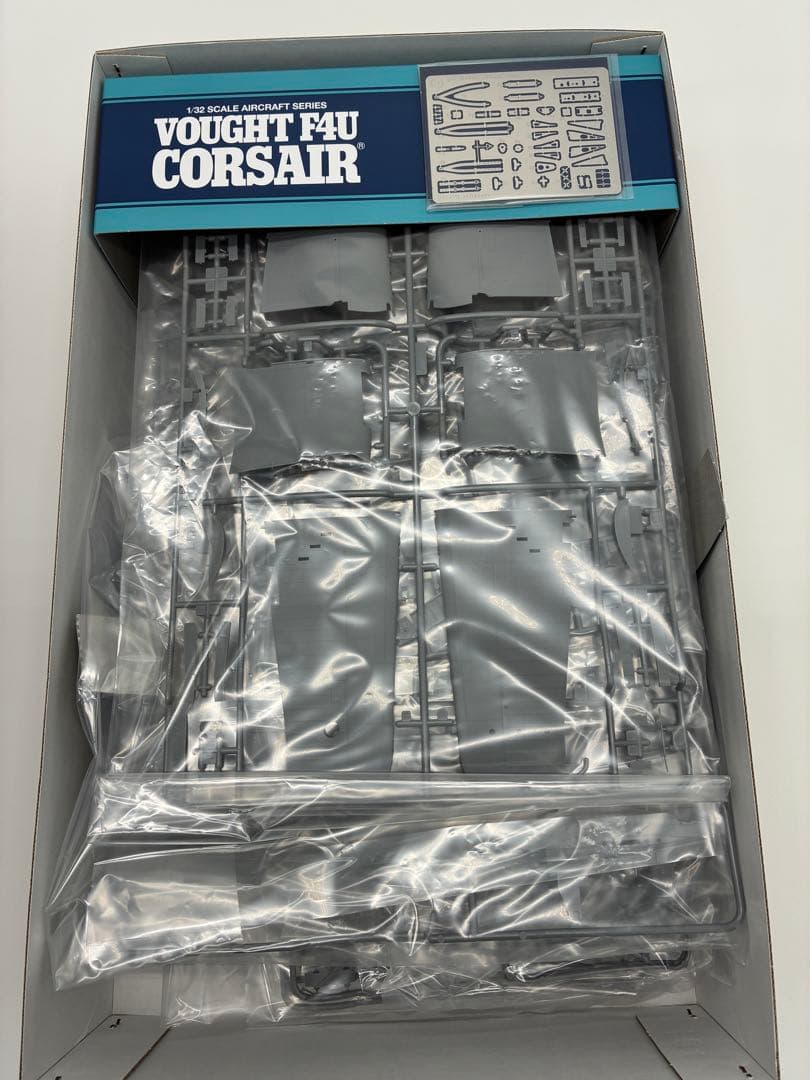 1/32 SCALE AIRCRAFT SERIES
VOUGHT F4U
CORSAIR®